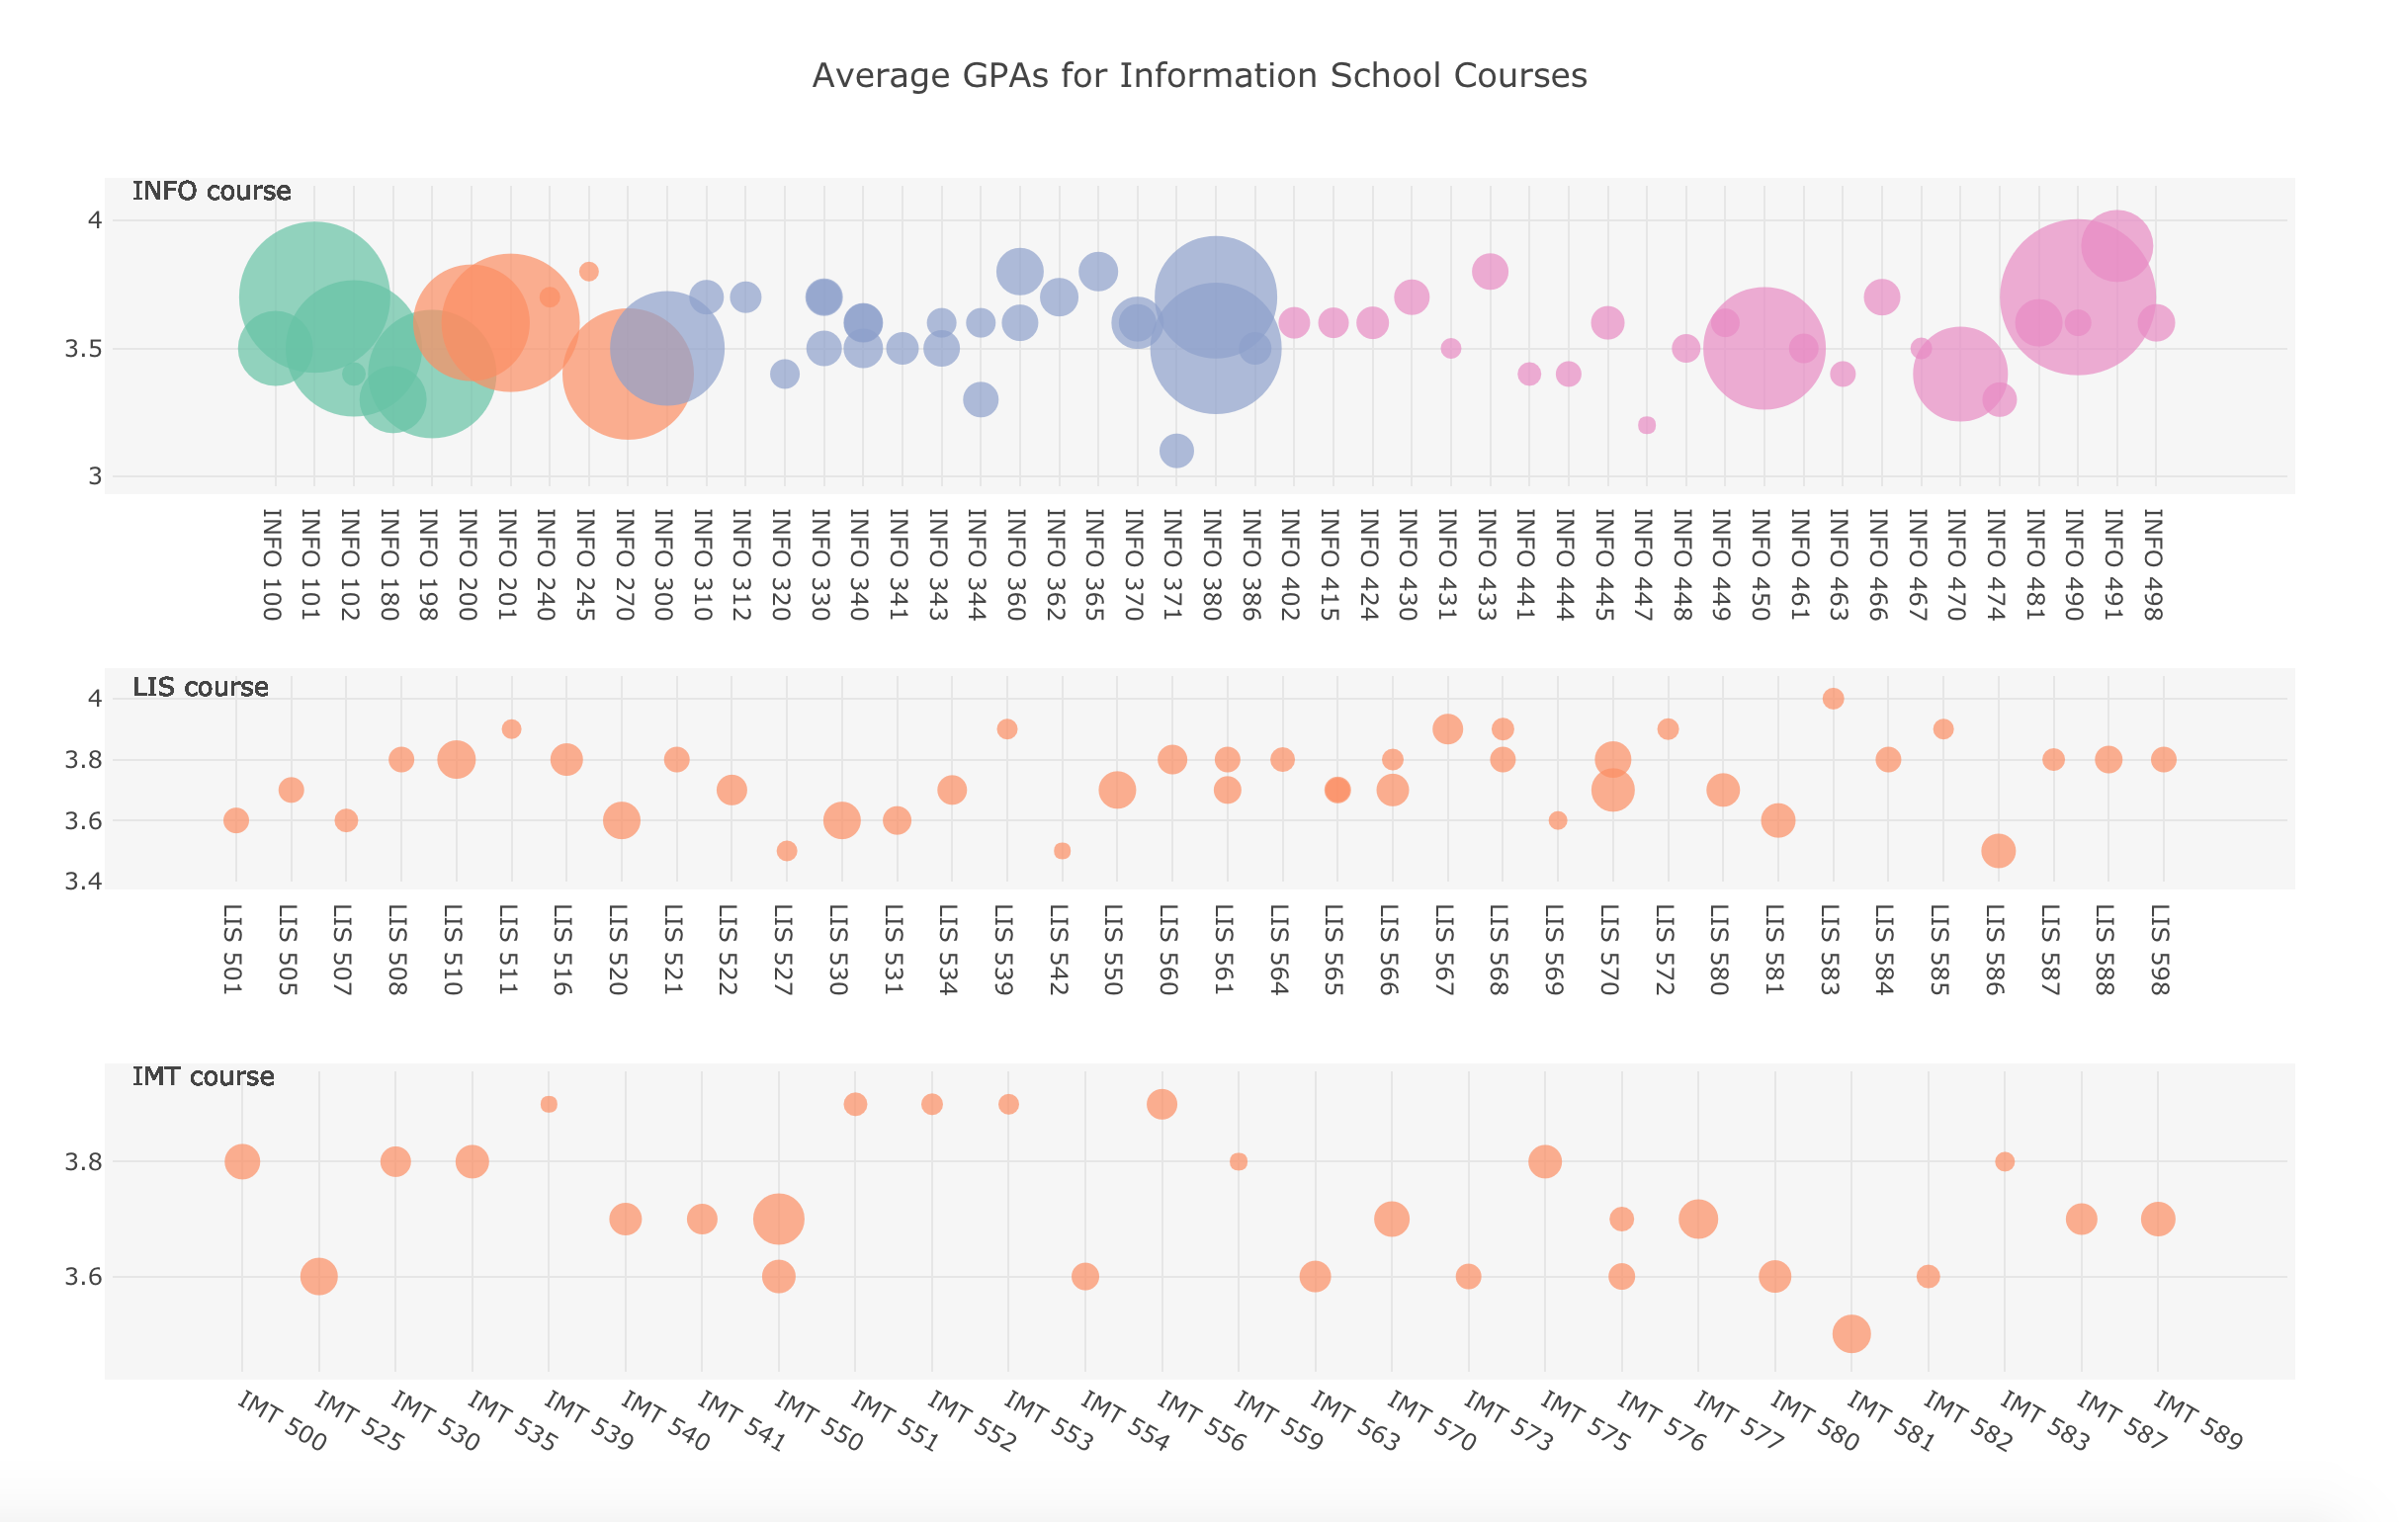 Average GPAs for Information School Courses
INFO course
4
3.5
3
INFO 100
INFO 101
INFO 102
INFO 180
INFO 198
INFO 200
INFO 201
INFO 240
INFO 245
INFO 270
INFO 300
INFO 310
INFO 312
INFO 320
INFO 330
INFO 340
INFO 341
INFO 343
INFO 344
INFO 360
INFO 362
INFO 365
INFO 370
INFO 371
INFO 380
INFO 386
INFO 402
INFO 415
INFO 424
INFO 430
INFO 431
INFO 433
INFO 441
INFO 444
INFO 445
INFO 447
INFO 448
INFO 449
INFO 450
INFO 461
INFO 463
INFO 466
INFO 467
INFO 470
INFO 474
INFO 481
INFO 490
INFO 491
INFO 498
LIS course
4
3.8
3.6
3.4
LIS 501
LIS 505
LIS 507
LIS 508
LIS 510
LIS 511
LIS 516
LIS 520
LIS 521
LIS 522
LIS 527
LIS 530
LIS 531
LIS 534
LIS 539
LIS 542
LIS 550
LIS 560
LIS 561
LIS 564
LIS 565
LIS 566
LIS 567
LIS 568
LIS 569
LIS 570
LIS 572
LIS 580
LIS 581
LIS 583
LIS 584
LIS 585
LIS 586
LIS 587
LIS 588
LIS 598
IMT course
3.8
3.6
IMT 500
IMT 525
IMT 530
IMT 535
IMT 539
IMT 540
IMT 541
IMT 550
IMT 551
IMT 552
IMT 553
IMT 554
IMT 556
IMT 559
IMT 563
IMT 570
IMT 573
IMT 575
IMT 576
IMT 577
IMT 580
IMT 581
IMT 582
IMT 583
IMT 587
IMT 589